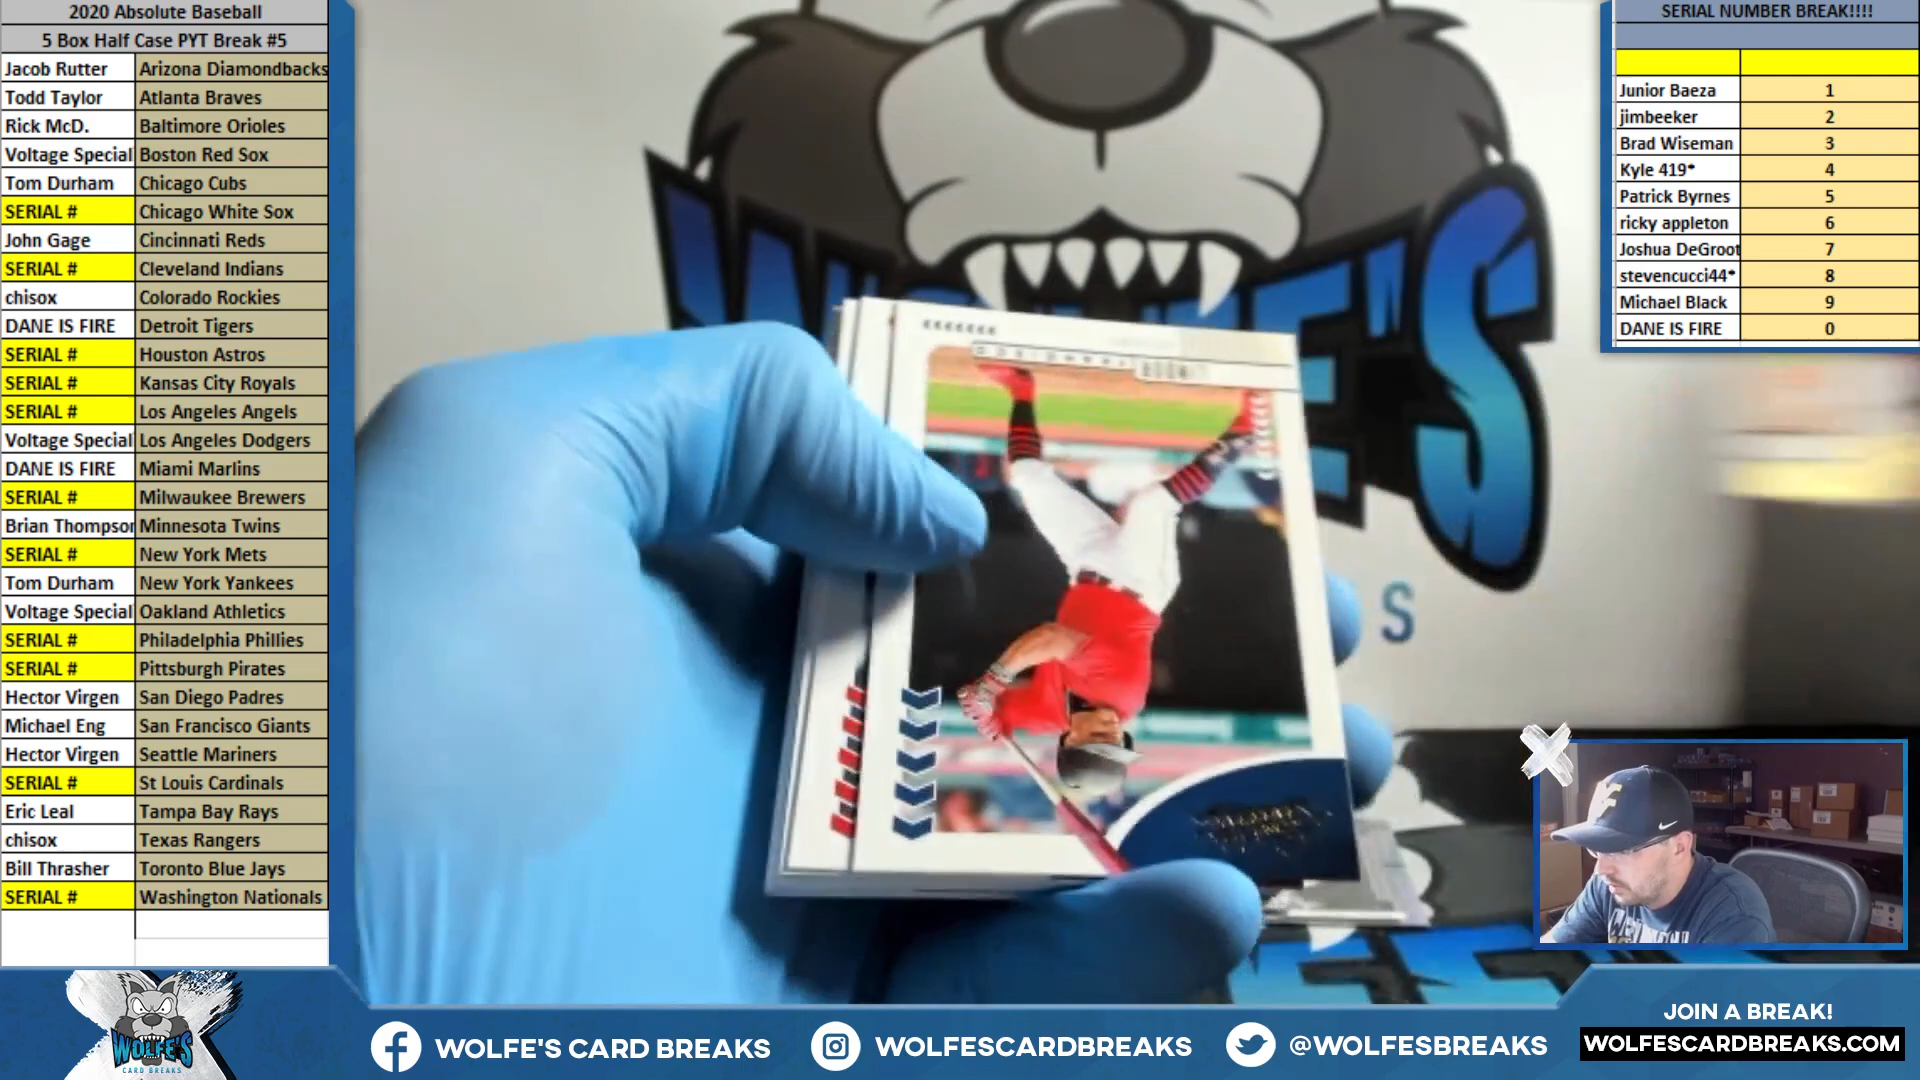 2020 Absolute Baseball
5 Box Half Case PYT Break #5
Jacob Rutter Arizona Diamondbacks
Todd Taylor Atlanta Braves
Rick McD. Baltimore Orioles
Voltage Special Boston Red Sox
Tom Durham Chicago Cubs
SERIAL # Chicago White Sox
John Gage Cincinnati Reds
SERIAL # Cleveland Indians
chisox Colorado Rockies
DANE IS FIRE Detroit Tigers
SERIAL # Houston Astros
SERIAL # Kansas City Royals
SERIAL # Los Angeles Angels
Voltage Special Los Angeles Dodgers
DANE IS FIRE Miami Marlins
SERIAL # Milwaukee Brewers
Brian Thompson Minnesota Twins
SERIAL # New York Mets
Tom Durham New York Yankees
Voltage Special Oakland Athletics
SERIAL # Philadelphia Phillies
SERIAL # Pittsburgh Pirates
Hector Virgen San Diego Padres
Michael Eng San Francisco Giants
Hector Virgen Seattle Mariners
SERIAL # St Louis Cardinals
Eric Leal Tampa Bay Rays
chisox Texas Rangers
Bill Thrasher Toronto Blue Jays
SERIAL # Washington Nationals
SERIAL NUMBER BREAK!!!!
Junior Baeza 1
jimbeeker 2
Brad Wiseman 3
Kyle 419* 4
Patrick Byrnes 5
ricky appleton 6
Joshua DeGroot 7
stevencucci44* 8
Michael Black 9
DANE IS FIRE 0
WOLFE'S
S
WOLFE'S
CARD BREAKS
WOLFE'S CARD BREAKS
WOLFESCARDBREAKS
@WOLFESBREAKS
JOIN A BREAK!
WOLFESCARDBREAKS.COM